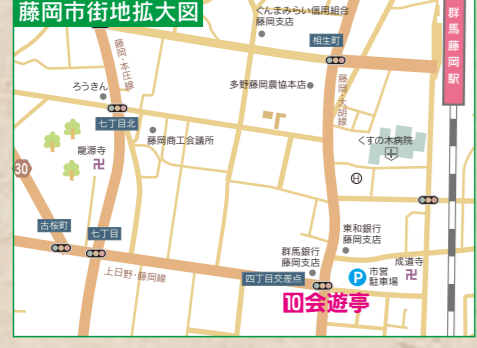 藤岡市街地拡大図
ぐんまみらい信用組合
藤岡支店
相生町
群馬藤岡駅
藤岡・本庄線
多野藤岡農協本店
藤岡・大胡線
ろうきん
七丁目北
藤岡商工会議所
くすの木病院
龍源寺
卍
30
H
古桜町
七丁目
東和銀行
藤岡支店
群馬銀行
藤岡支店
成道寺
卍
上日野・藤岡線
四丁目交差点
P
市営
駐車場
10会遊亭